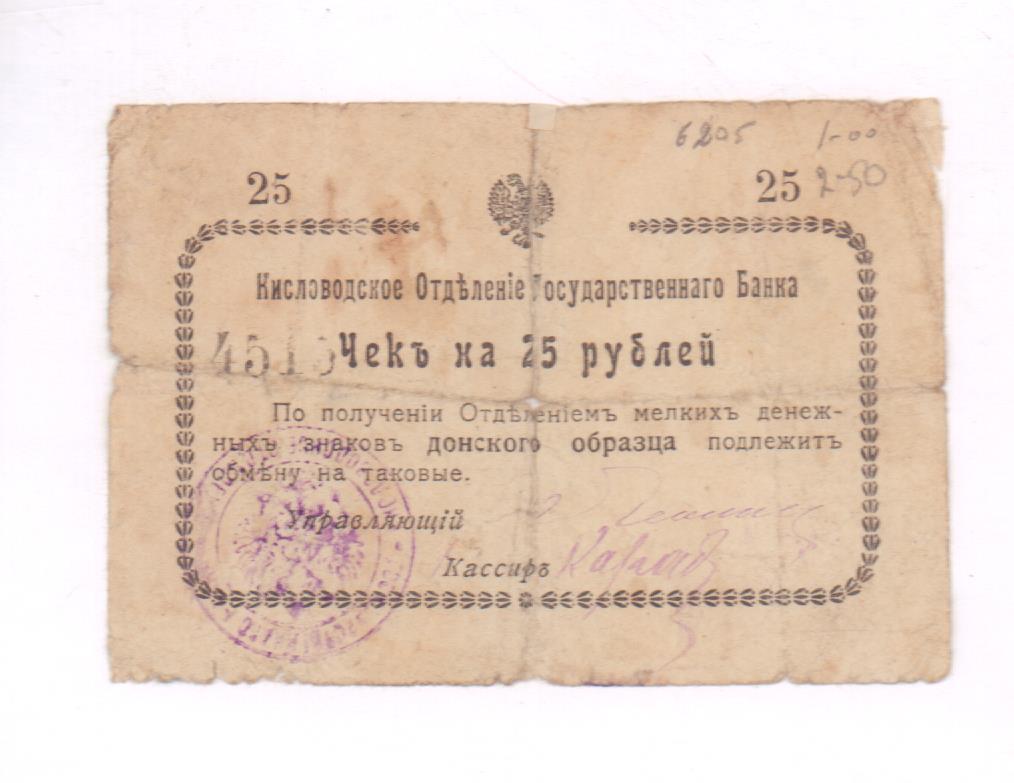 6205 1-00
25 25 2-50
Кисловодское Отдѣленіе Государственнаго Банка
4515 Чекъ на 25 рублей
По полученіи Отдѣленіемъ мелкихъ денеж-
ныхъ знаковъ донского образца подлежитъ
обмѣну на таковые.
Управляющій
Кассиръ